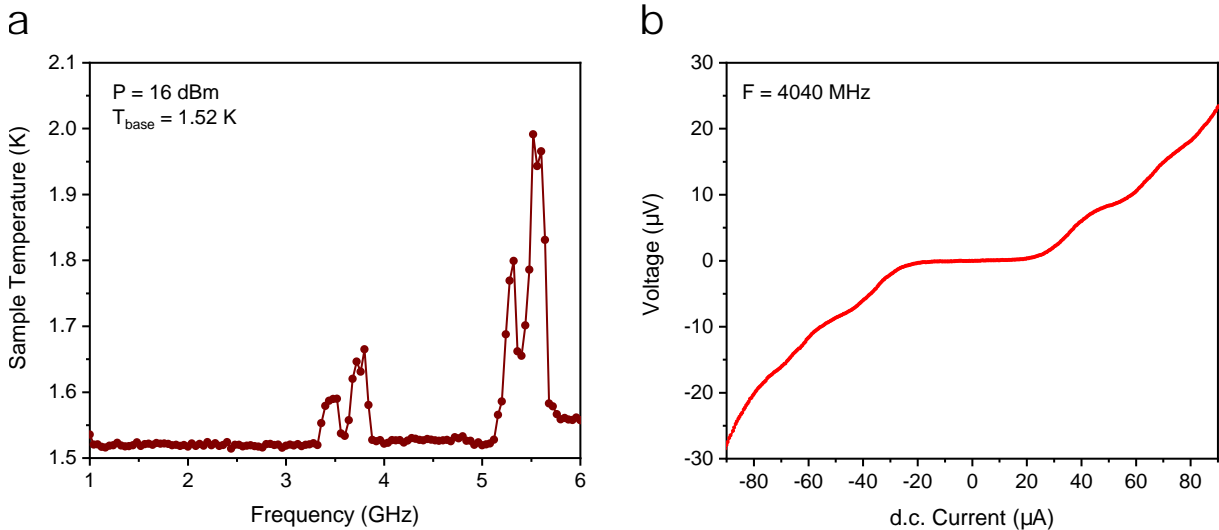 a
2.1
2.0
1.9
1.8
1.7
1.6
1.5
Sample Temperature (K)
P = 16 dBm
T_base = 1.52 K
1 2 3 4 5 6
Frequency (GHz)
b
30
20
10
0
-10
-20
-30
Voltage (µV)
F = 4040 MHz
-80 -60 -40 -20 0 20 40 60 80
d.c. Current (µA)